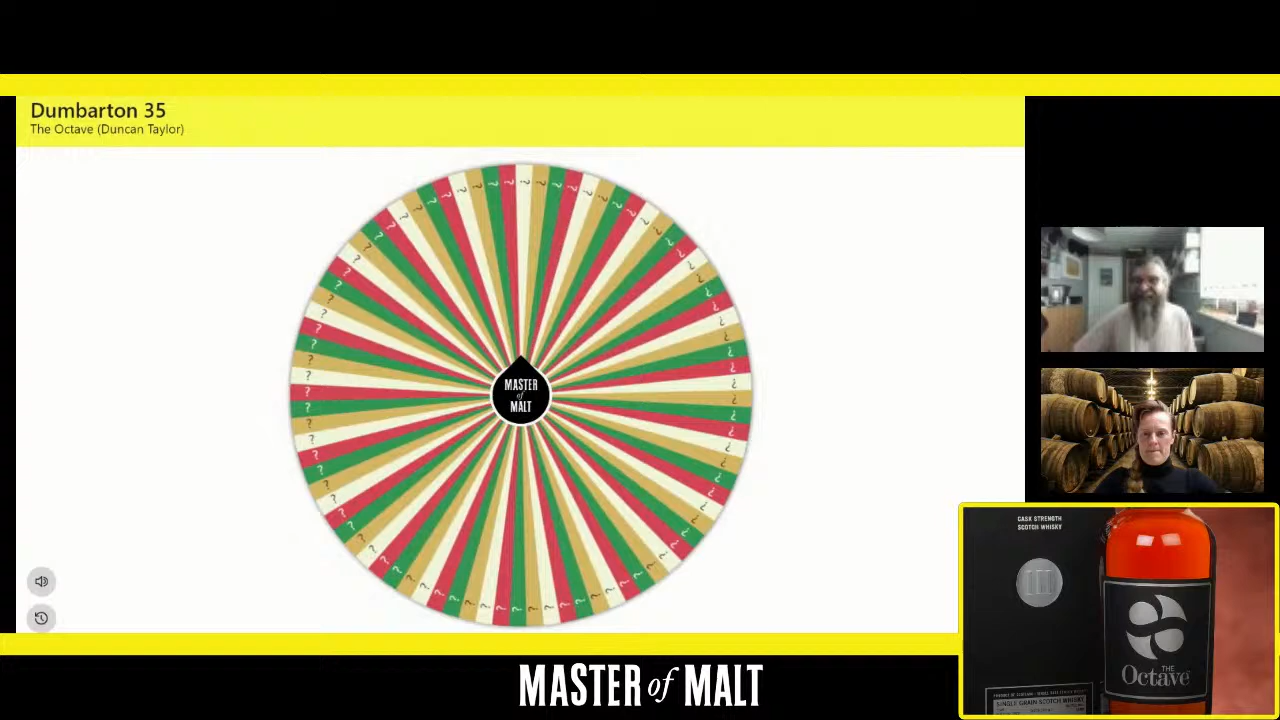 Dumbarton 35
The Octave (Duncan Taylor)
MASTER
of
MALT
CASK STRENGTH
SCOTCH WHISKY
III
THE
Octave
SINGLE GRAIN SCOTCH WHISKY
MASTER of MALT